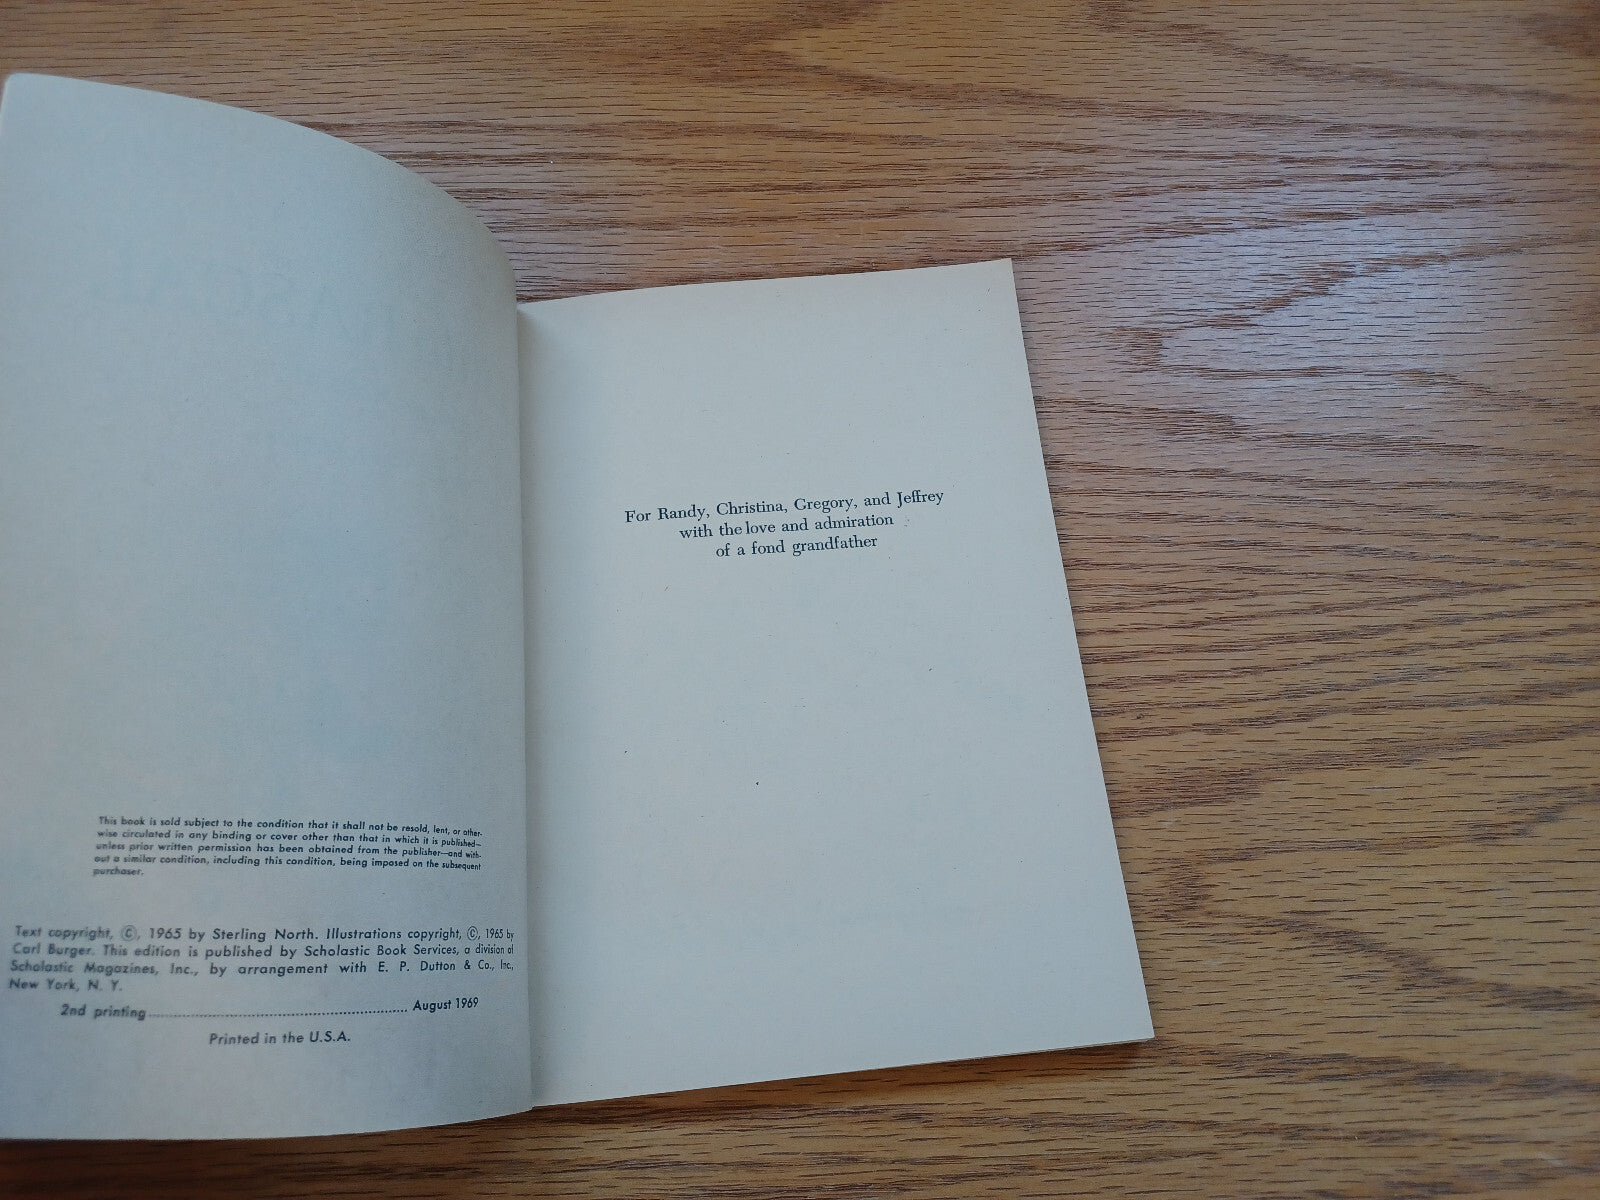 This book is sold subject to the condition that it shall not be resold, lent, or other-
wise circulated in any binding or cover other than that in which it is published—
unless prior written permission has been obtained from the publisher—and with-
out a similar condition, including this condition, being imposed on the subsequent
purchaser.
Text copyright, ©, 1965 by Sterling North. Illustrations copyright, ©, 1965 by
Carl Burger. This edition is published by Scholastic Book Services, a division of
Scholastic Magazines, Inc., by arrangement with E. P. Dutton & Co., Inc.,
New York, N. Y.
2nd printing.......................................................... August 1969
Printed in the U.S.A.
For Randy, Christina, Gregory, and Jeffrey
with the love and admiration
of a fond grandfather